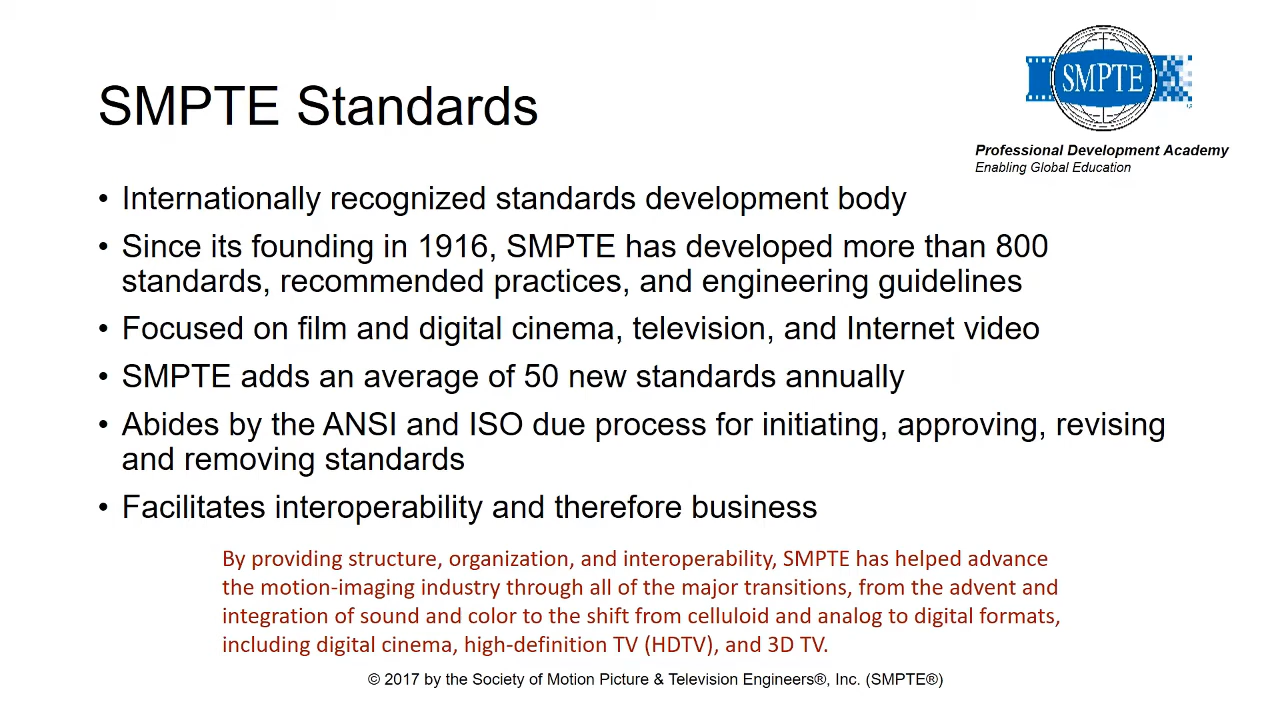 SMPTE
Professional Development Academy
Enabling Global Education
SMPTE Standards
• Internationally recognized standards development body
• Since its founding in 1916, SMPTE has developed more than 800
standards, recommended practices, and engineering guidelines
• Focused on film and digital cinema, television, and Internet video
• SMPTE adds an average of 50 new standards annually
• Abides by the ANSI and ISO due process for initiating, approving, revising
and removing standards
• Facilitates interoperability and therefore business
By providing structure, organization, and interoperability, SMPTE has helped advance
the motion-imaging industry through all of the major transitions, from the advent and
integration of sound and color to the shift from celluloid and analog to digital formats,
including digital cinema, high-definition TV (HDTV), and 3D TV.
© 2017 by the Society of Motion Picture & Television Engineers®, Inc. (SMPTE®)